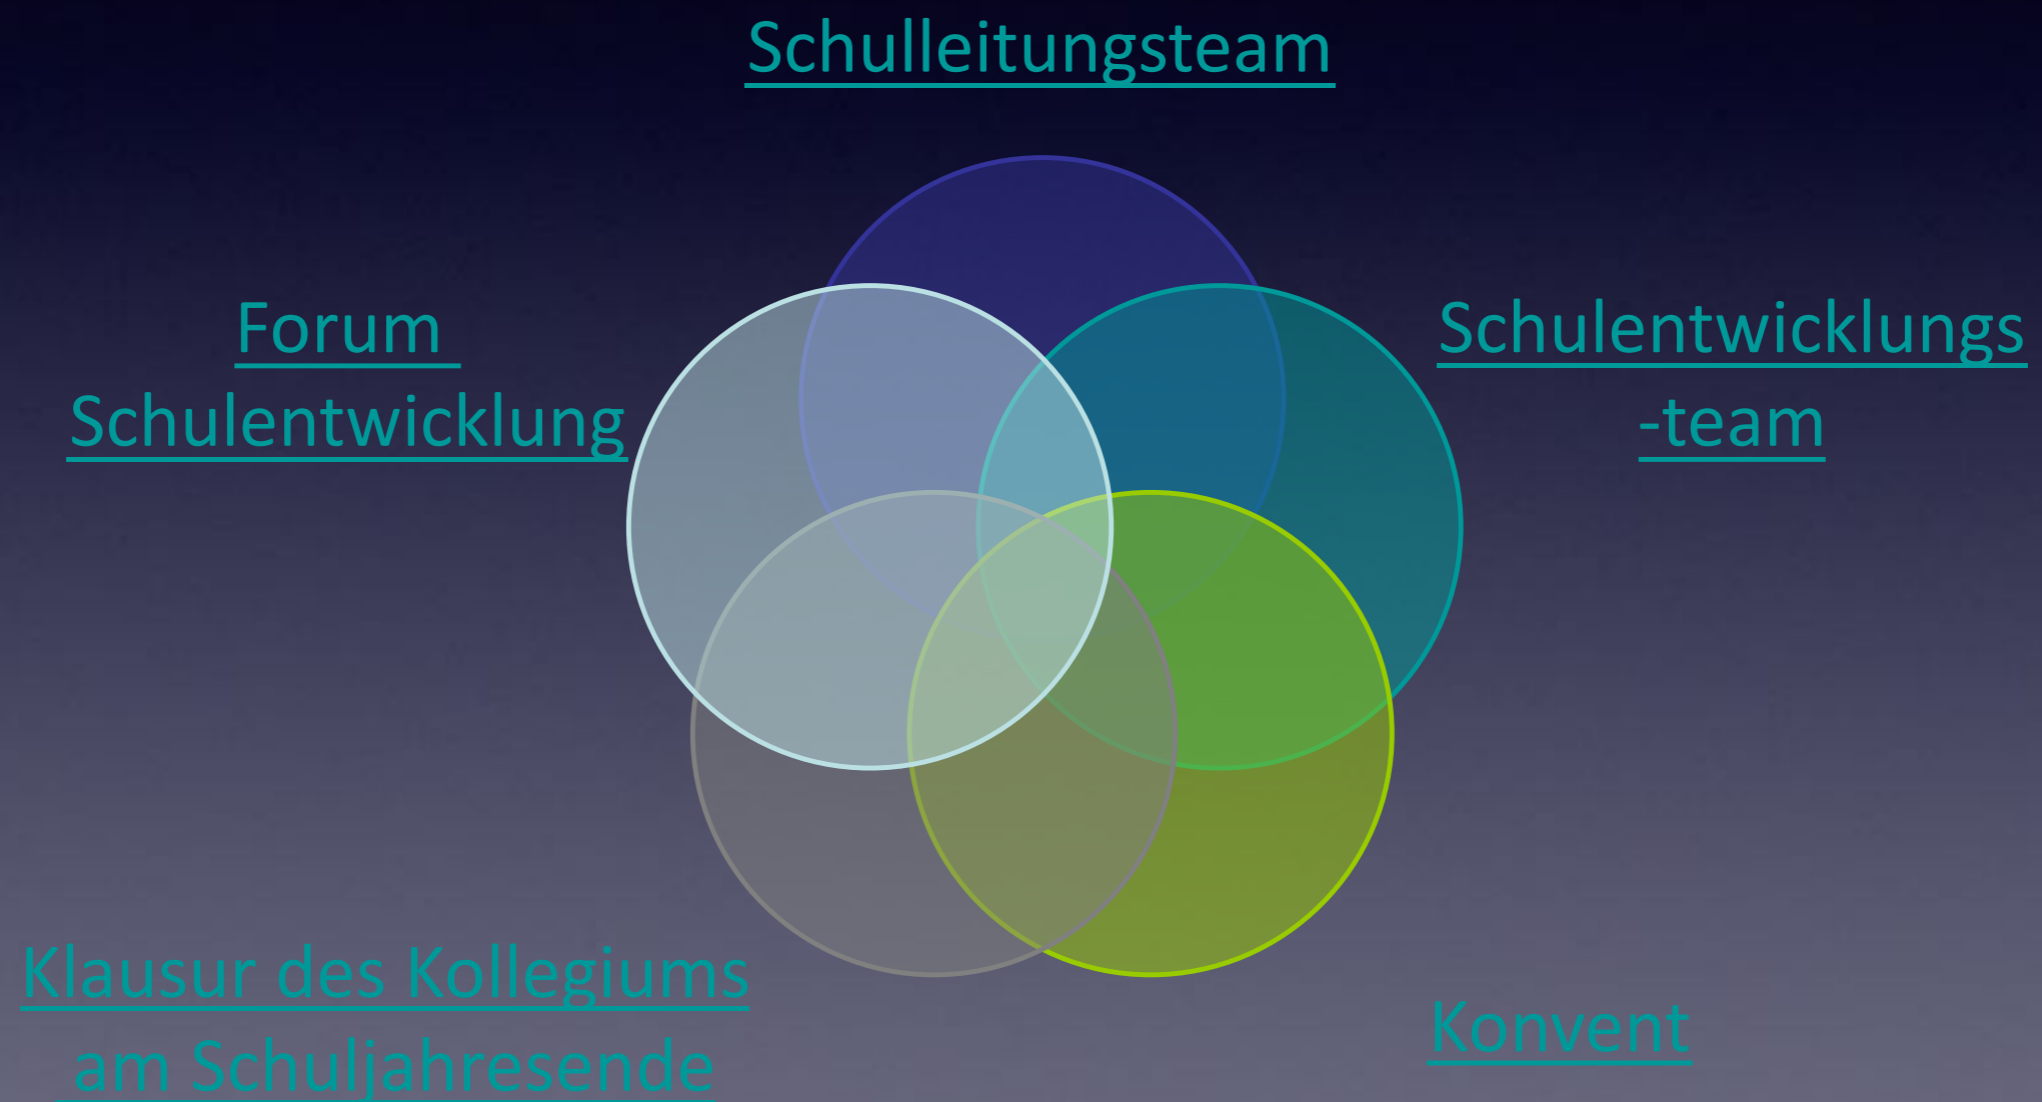 Schulleitungsteam
Forum
Schulentwicklung
Schulentwicklungs
-team
Klausur des Kollegiums
am Schuljahresende
Konvent